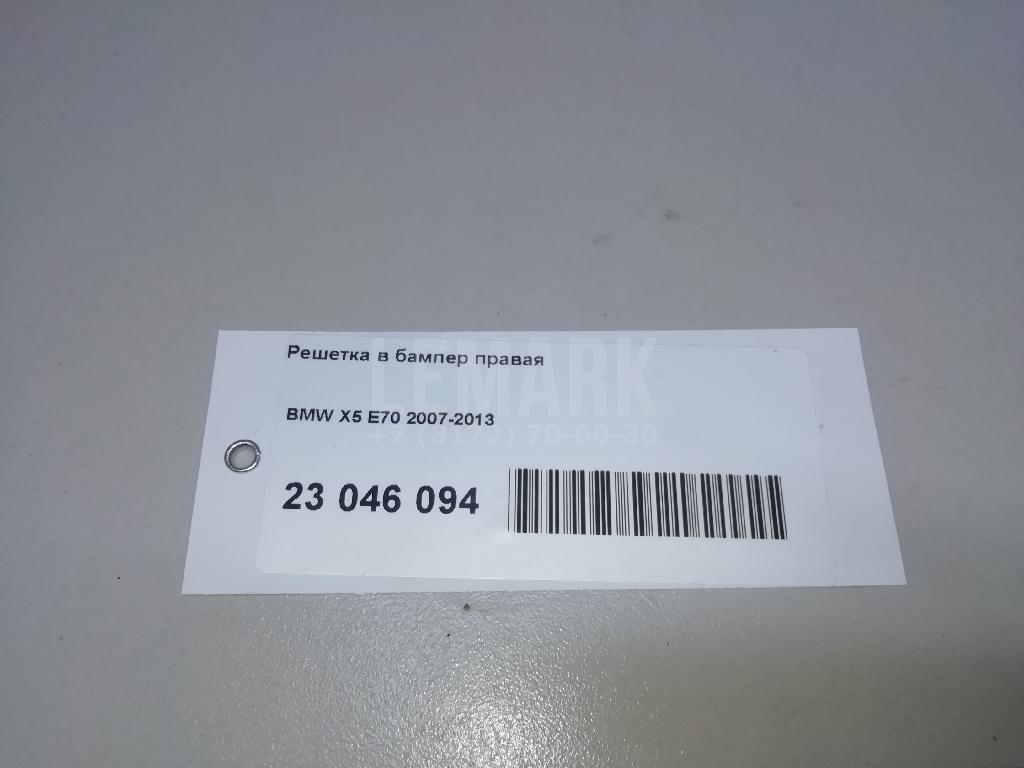 Решетка в бампер правая
LEMARK
BMW X5 E70 2007-2013
+7 (8172) 70-60-30
23 046 094